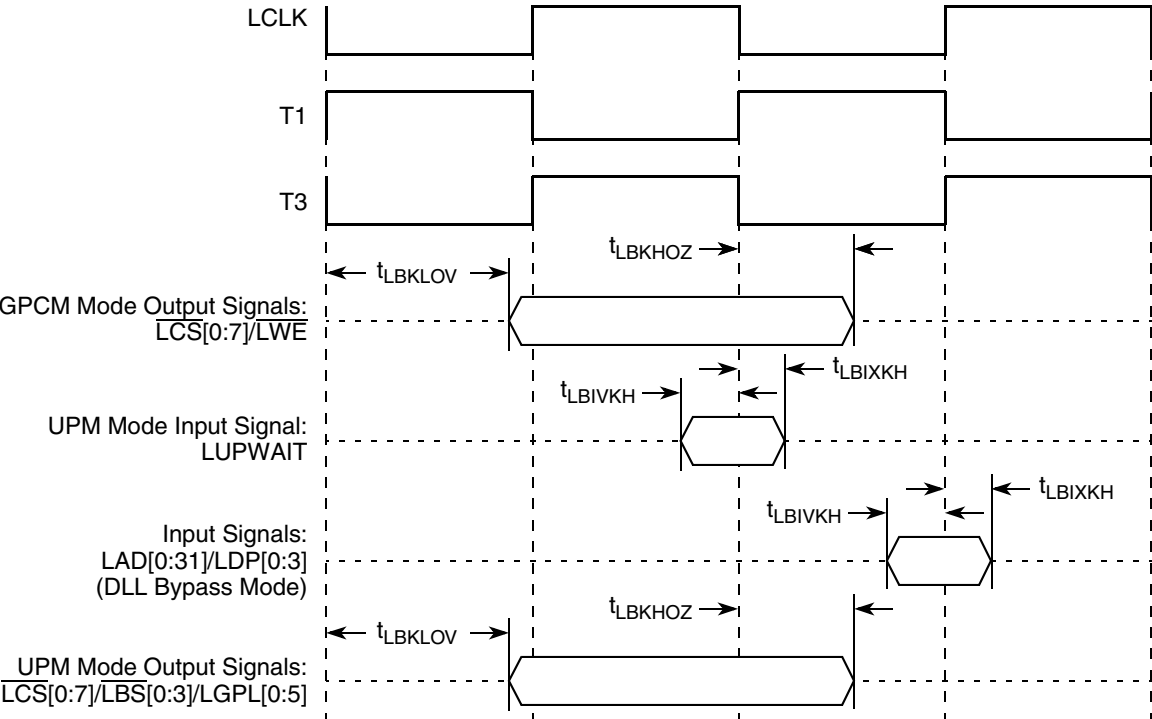 LCLK
T1
T3
tLBKHOZ
tLBKLOV
GPCM Mode Output Signals:
LCS[0:7]/LWE
tLBIXKH
tLBIVKH
UPM Mode Input Signal:
LUPWAIT
tLBIXKH
tLBIVKH
Input Signals:
LAD[0:31]/LDP[0:3]
(DLL Bypass Mode)
tLBKHOZ
tLBKLOV
UPM Mode Output Signals:
LCS[0:7]/LBS[0:3]/LGPL[0:5]